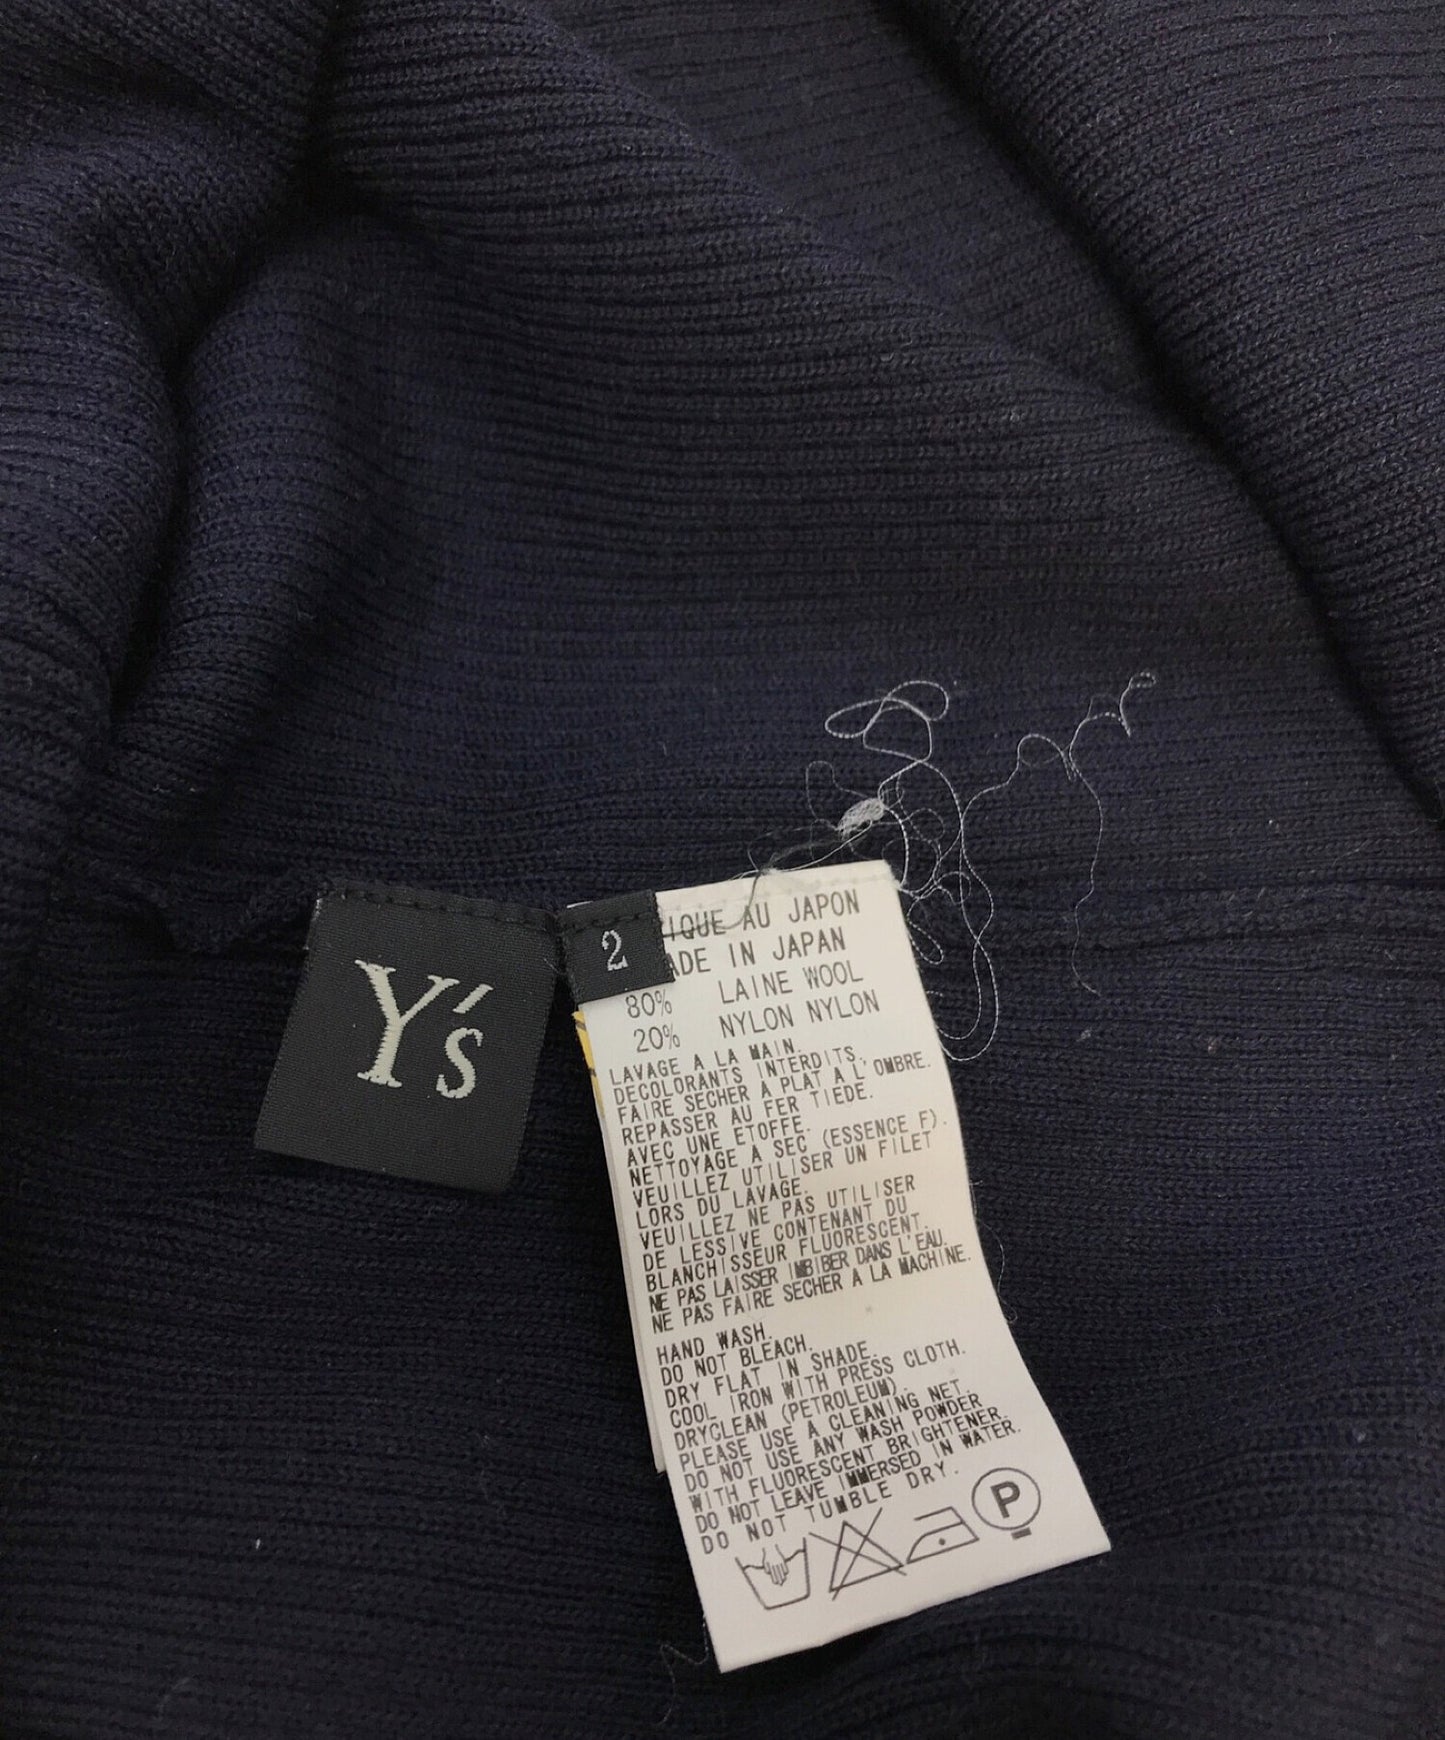 Y's
2
IQUE AU JAPON
ADE IN JAPAN
80% LAINE WOOL
20% NYLON NYLON
LAVAGE A LA MAIN.
DECOLORANTS INTERDITS.
FAIRE SECHER A PLAT A L'OMBRE.
REPASSER AU FER TIEDE.
AVEC UNE ETOFFE.
NETTOYAGE A SEC (ESSENCE F).
VEUILLEZ UTILISER UN FILET
LORS DU LAVAGE.
VEUILLEZ NE PAS UTILISER
DE LESSIVE CONTENANT DU
BLANCHISSEUR FLUORESCENT.
NE PAS LAISSER IMBIBER DANS L'EAU.
NE PAS FAIRE SECHER A LA MACHINE.
HAND WASH.
DO NOT BLEACH.
DRY FLAT IN SHADE.
COOL IRON WITH PRESS CLOTH.
DRYCLEAN (PETROLEUM).
PLEASE USE A CLEANING NET.
DO NOT USE ANY WASH POWDER
WITH FLUORESCENT BRIGHTENER.
DO NOT LEAVE IMMERSED IN WATER.
DO NOT TUMBLE DRY.
P